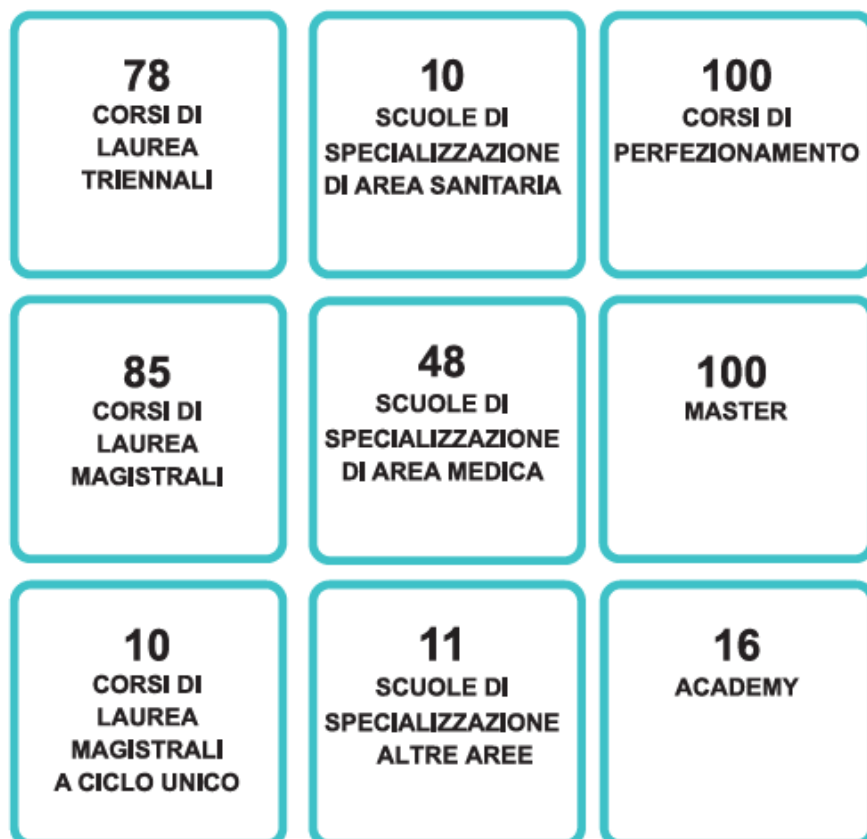 78
CORSI DI
LAUREA
TRIENNALI
10
SCUOLE DI
SPECIALIZZAZIONE
DI AREA SANITARIA
100
CORSI DI
PERFEZIONAMENTO
85
CORSI DI
LAUREA
MAGISTRALI
48
SCUOLE DI
SPECIALIZZAZIONE
DI AREA MEDICA
100
MASTER
10
CORSI DI
LAUREA
MAGISTRALI
A CICLO UNICO
11
SCUOLE DI
SPECIALIZZAZIONE
ALTRE AREE
16
ACADEMY